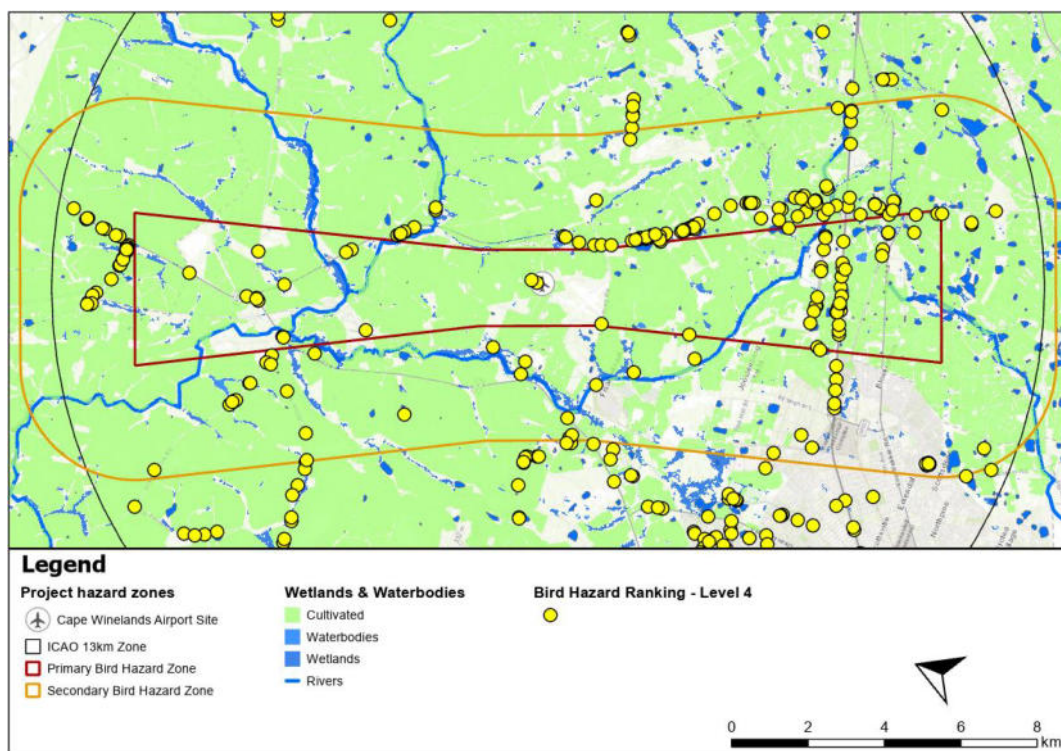 Legend
Project hazard zones
Cape Winelands Airport Site
ICAO 13km Zone
Primary Bird Hazard Zone
Secondary Bird Hazard Zone
Wetlands & Waterbodies
Cultivated
Waterbodies
Wetlands
Rivers
Bird Hazard Ranking - Level 4
0 2 4 6 8
km